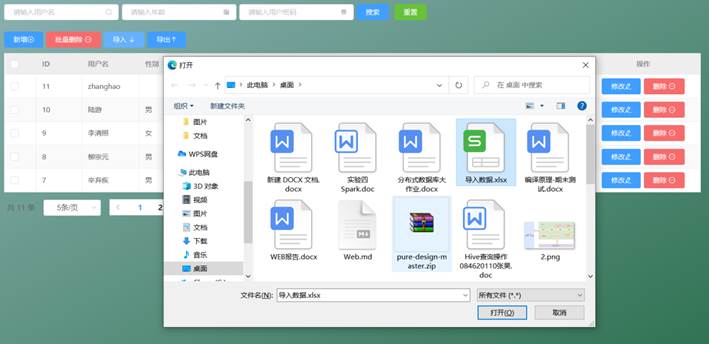 请输入用户名 请输入年龄 请输入用户密码 搜索 重置
新增 批量删除 导入 导出
ID 用户名 性别 操作
11 zhanghao 修改 删除
10 陆游 男 修改 删除
9 李清照 女 修改 删除
8 柳宗元 男 修改 删除
7 辛弃疾 男 修改 删除
共 11 条 5条/页 1 2
打开
此电脑 桌面 在 桌面 中搜索
组织 新建文件夹
图片
文档
WPS网盘
此电脑
3D 对象
视频
图片
文档
下载
音乐
桌面
新建 DOCX 文档.docx
实验四 Spark.doc
分布式数据库大作业.docx
导入数据.xlsx
编译原理-期末测试.docx
WEB报告.docx
Web.md
pure-design-master.zip
Hive查询操作084620110张昊.doc
2.png
文件名(N): 导入数据.xlsx 所有文件 (*.*)
打开(O) 取消